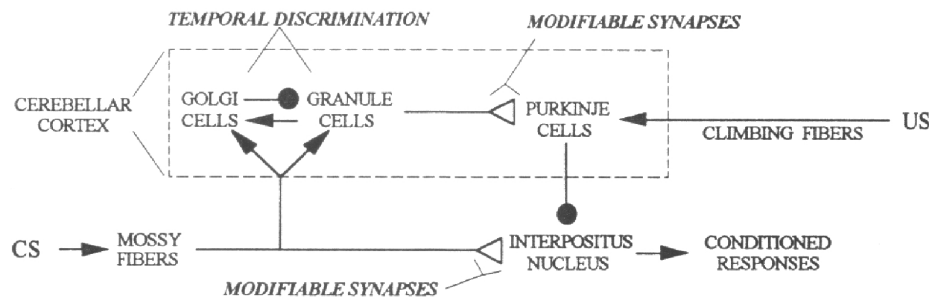 TEMPORAL DISCRIMINATION
MODIFIABLE SYNAPSES
CEREBELLAR
CORTEX
GOLGI
CELLS
GRANULE
CELLS
PURKINJE
CELLS
CLIMBING FIBERS
US
CS
MOSSY
FIBERS
INTERPOSITUS
NUCLEUS
CONDITIONED
RESPONSES
MODIFIABLE SYNAPSES